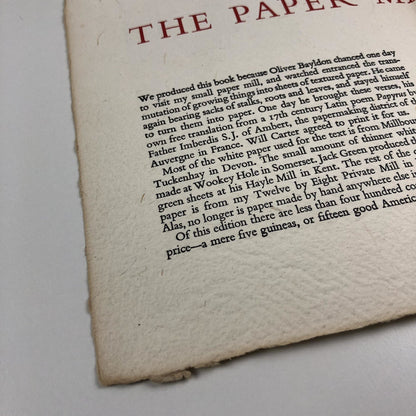 THE PAPER
We produced this book because Oliver Bayldon chanced one day
to visit my small paper mill, and watched entranced the trans-
mutation of growing things into sheets of textured paper. He came
again bearing sacks of stalks, roots and leaves, and stayed himself
to turn them into paper. One day he brought these verses, his
own free translation from a 17th century Latin poem Papyrus by
Father Imberdis S.J. of Ambert, the papermaking district of
Auvergne in France. Will Carter agreed to print it for us.
Most of the white paper used for the text is from Millbourn
Tuckenhay in Devon. The small amount of thinner whi
made at Wookey Hole in Somerset. Jack Green produced th
green sheets at his Hayle Mill in Kent. The rest of the c
paper is from my Twelve by Eight Private Mill in
Alas, no longer is paper made by hand anywhere else i
Of this edition there are less than four hundred co
price—a mere five guineas, or fifteen good Americ